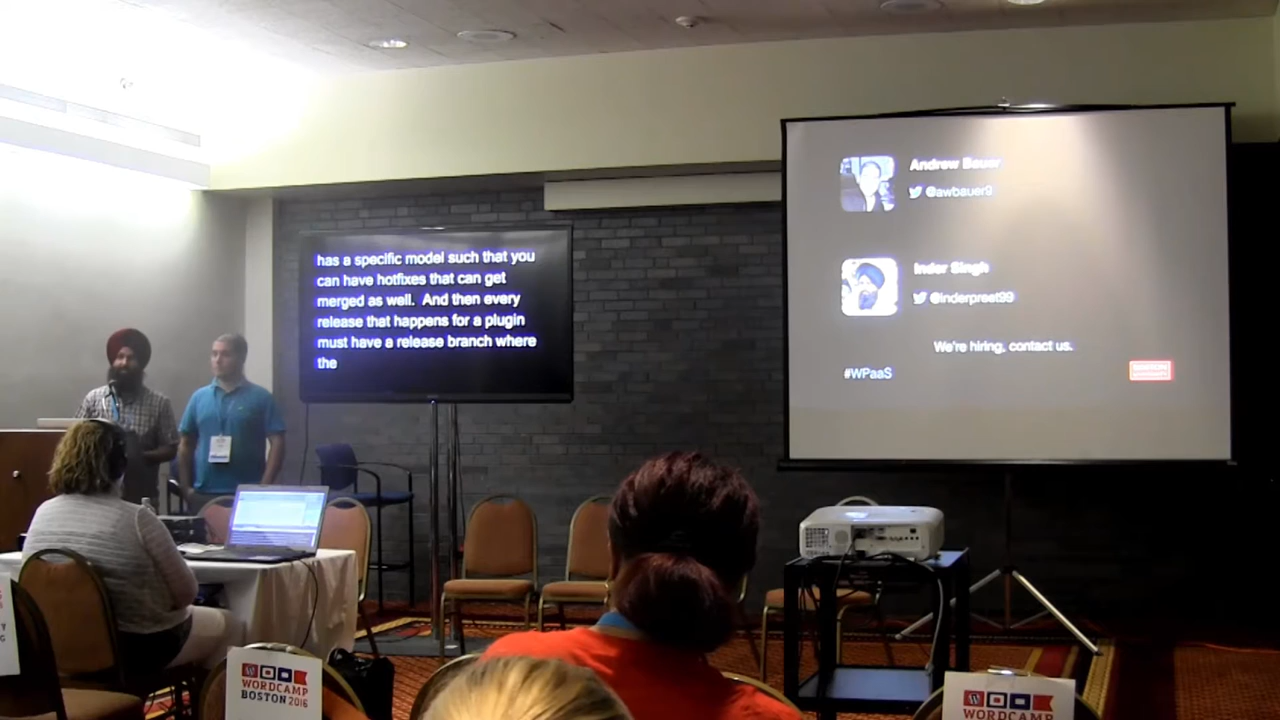 has a specific model such that you
can have hotfixes that can get
merged as well. And then every
release that happens for a plugin
must have a release branch where
the
Andrew Bauer
@awbauer9
Inder Singh
@inderpreet99
We're hiring, contact us.
#WPaaS
WORDCAMP
BOSTON 2016
WORDCAMP